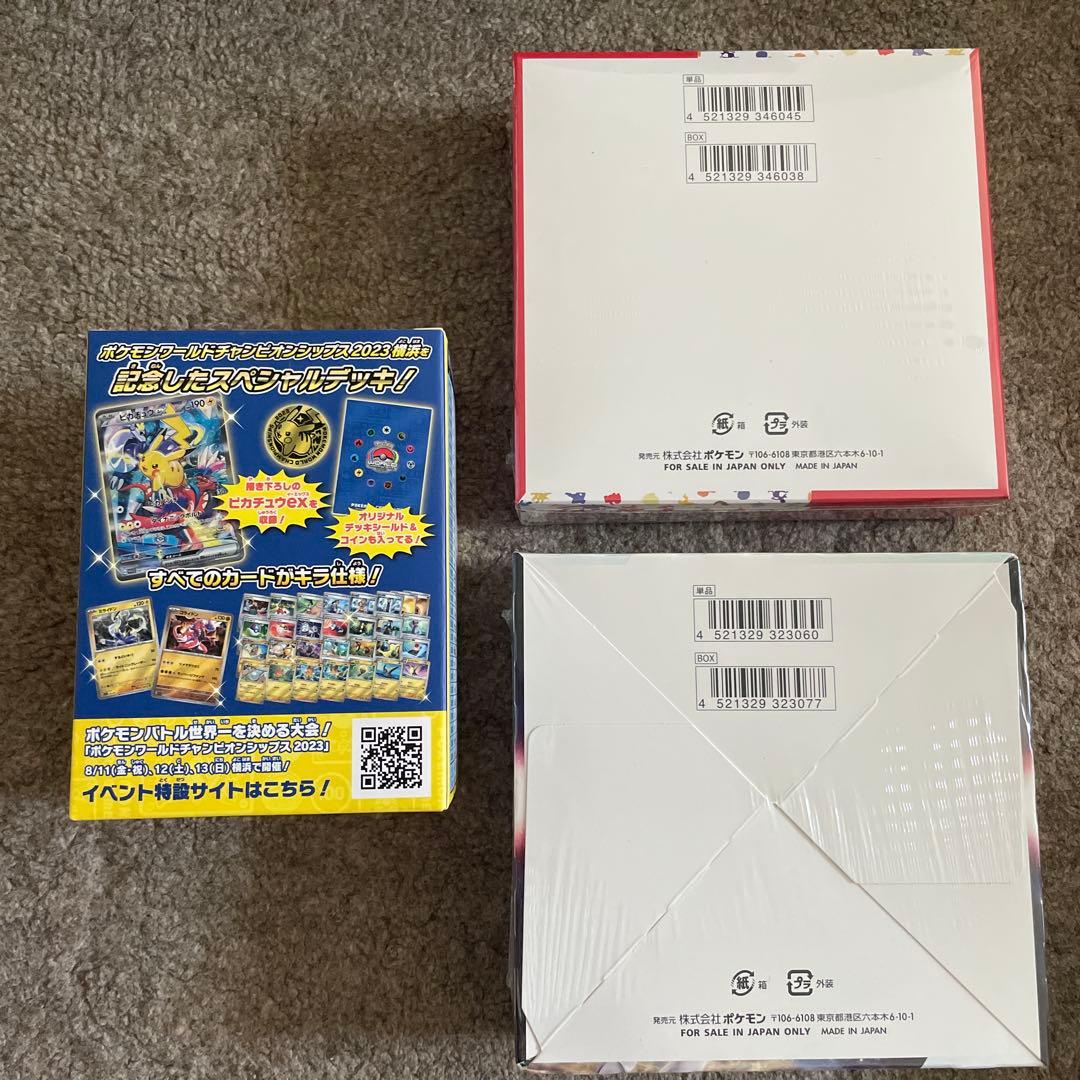 ポケモンワールドチャンピオンシップス2023横浜を
記念したスペシャルデッキ！
ピカチュウ
190
描き下ろしの
ピカチュウexを
収録！
オリジナル
デッキシールド＆
コインも入ってる！
すべてのカードがキラ仕様！
ミライドン
コライドン
ポケモンバトル世界一を決める大会！
「ポケモンワールドチャンピオンシップス 2023」
8/11(金・祝)、12(土)、13(日)横浜で開催！
イベント特設サイトはこちら！
単品
4 521329 346045
BOX
4 521329 346038
紙 箱 プラ 外装
発売元 株式会社ポケモン 〒106-6108 東京都港区六本木6-10-1
FOR SALE IN JAPAN ONLY MADE IN JAPAN
単品
4 521329 323060
BOX
4 521329 323077
紙 箱 プラ 外装
発売元 株式会社ポケモン 〒106-6108 東京都港区六本木6-10-1
FOR SALE IN JAPAN ONLY MADE IN JAPAN